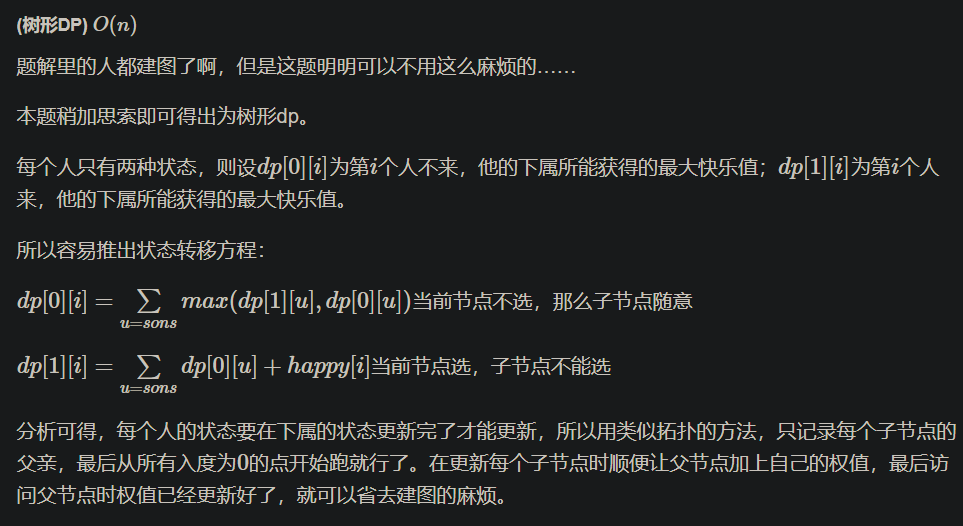 (树形DP) O(n)
题解里的人都建图了啊，但是这题明明可以不用这么麻烦的……
本题稍加思索即可得出为树形dp。
每个人只有两种状态，则设dp[0][i]为第i个人不来，他的下属所能获得的最大快乐值；dp[1][i]为第i个人
来，他的下属所能获得的最大快乐值。
所以容易推出状态转移方程：
dp[0][i] = ∑_{u=sons} max(dp[1][u], dp[0][u])当前节点不选，那么子节点随意
dp[1][i] = ∑_{u=sons} dp[0][u] + happy[i]当前节点选，子节点不能选
分析可得，每个人的状态要在下属的状态更新完了才能更新，所以用类似拓扑的方法，只记录每个子节点的
父亲，最后从所有入度为0的点开始跑就行了。在更新每个子节点时顺便让父节点加上自己的权值，最后访
问父节点时权值已经更新好了，就可以省去建图的麻烦。